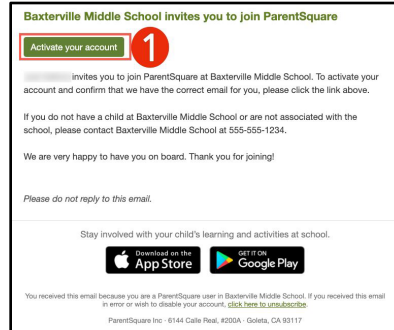 Baxterville Middle School invites you to join ParentSquare
Activate your account
1
invites you to join ParentSquare at Baxterville Middle School. To activate your
account and confirm that we have the correct email for you, please click the link above.
If you do not have a child at Baxterville Middle School or are not associated with the
school, please contact Baxterville Middle School at 555-555-1234.
We are very happy to have you on board. Thank you for joining!
Please do not reply to this email.
Stay involved with your child's learning and activities at school.
Download on the
App Store
GET IT ON
Google Play
You received this email because you are a ParentSquare user in Baxterville Middle School. If you received this email
in error or wish to disable your account, click here to unsubscribe.
ParentSquare Inc · 6144 Calle Real, #200A · Goleta, CA 93117